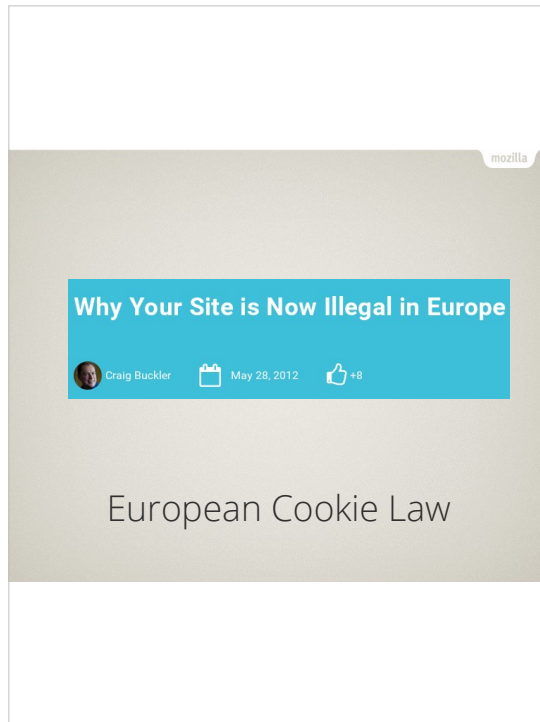 mozilla
Why Your Site is Now Illegal in Europe
Craig Buckler May 28, 2012 +8
European Cookie Law